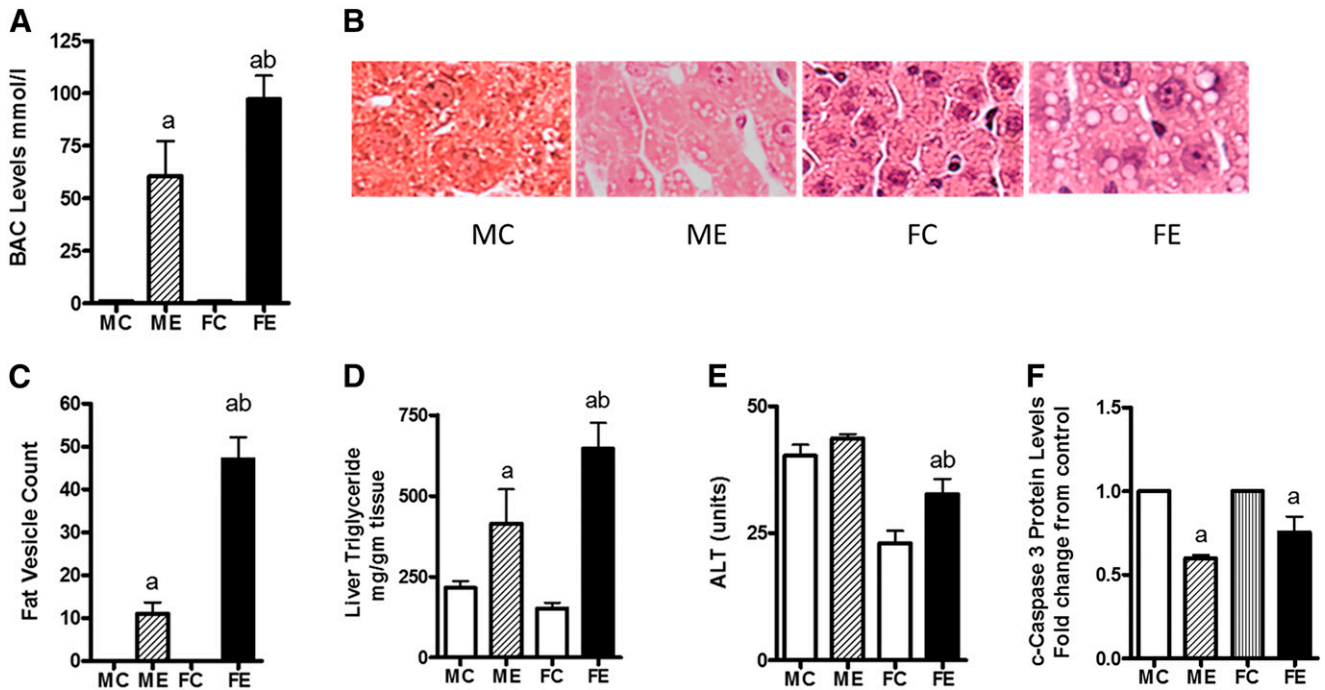 A
BAC Levels mmol/l
125
100
75
50
25
0
a
ab
MC ME FC FE
B
MC ME FC FE
C
Fat Vesicle Count
60
50
40
30
20
10
0
a
ab
MC ME FC FE
D
Liver Triglyceride
mg/gm tissue
750
500
250
0
a
ab
MC ME FC FE
E
ALT (units)
50
25
0
ab
MC ME FC FE
F
c-Caspase 3 Protein Levels
Fold change from control
1.5
1.0
0.5
0.0
a
a
MC ME FC FE